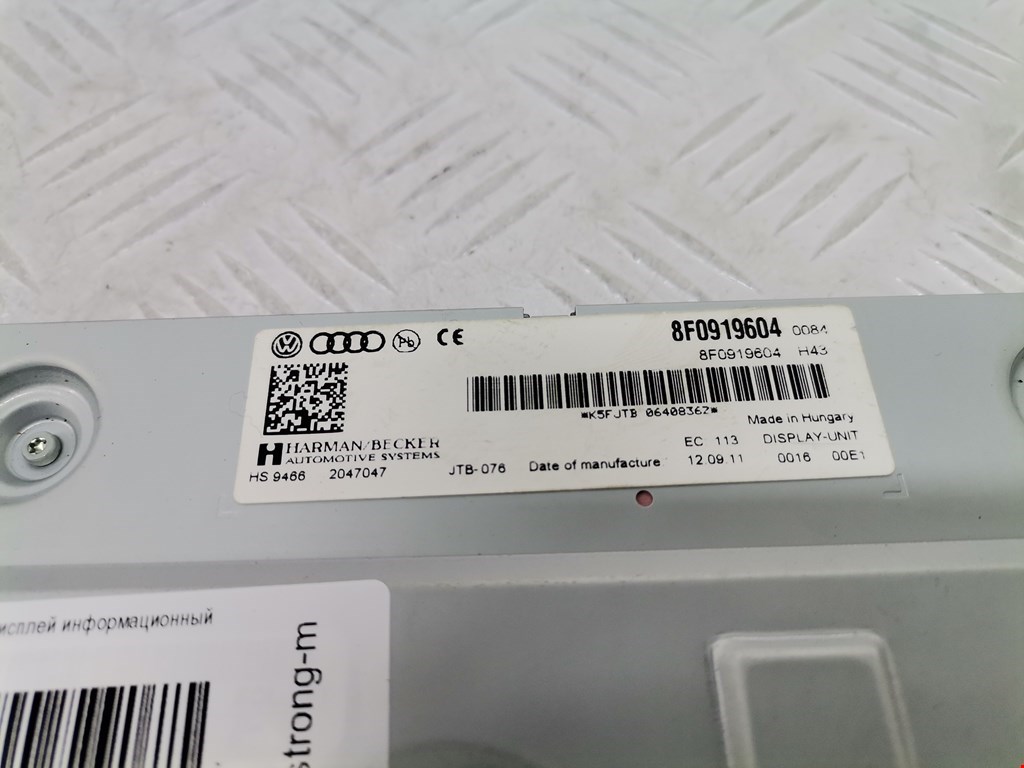 8F0919604 0084
8F0919604 H43
*K5FJTB 06408362*
Made in Hungary
HARMAN/BECKER
AUTOMOTIVE SYSTEMS
EC 113 DISPLAY-UNIT
HS 9466 2047047 JTB-076 Date of manufacture 12.09.11 0016 00E1
исплей информационный
strong-m